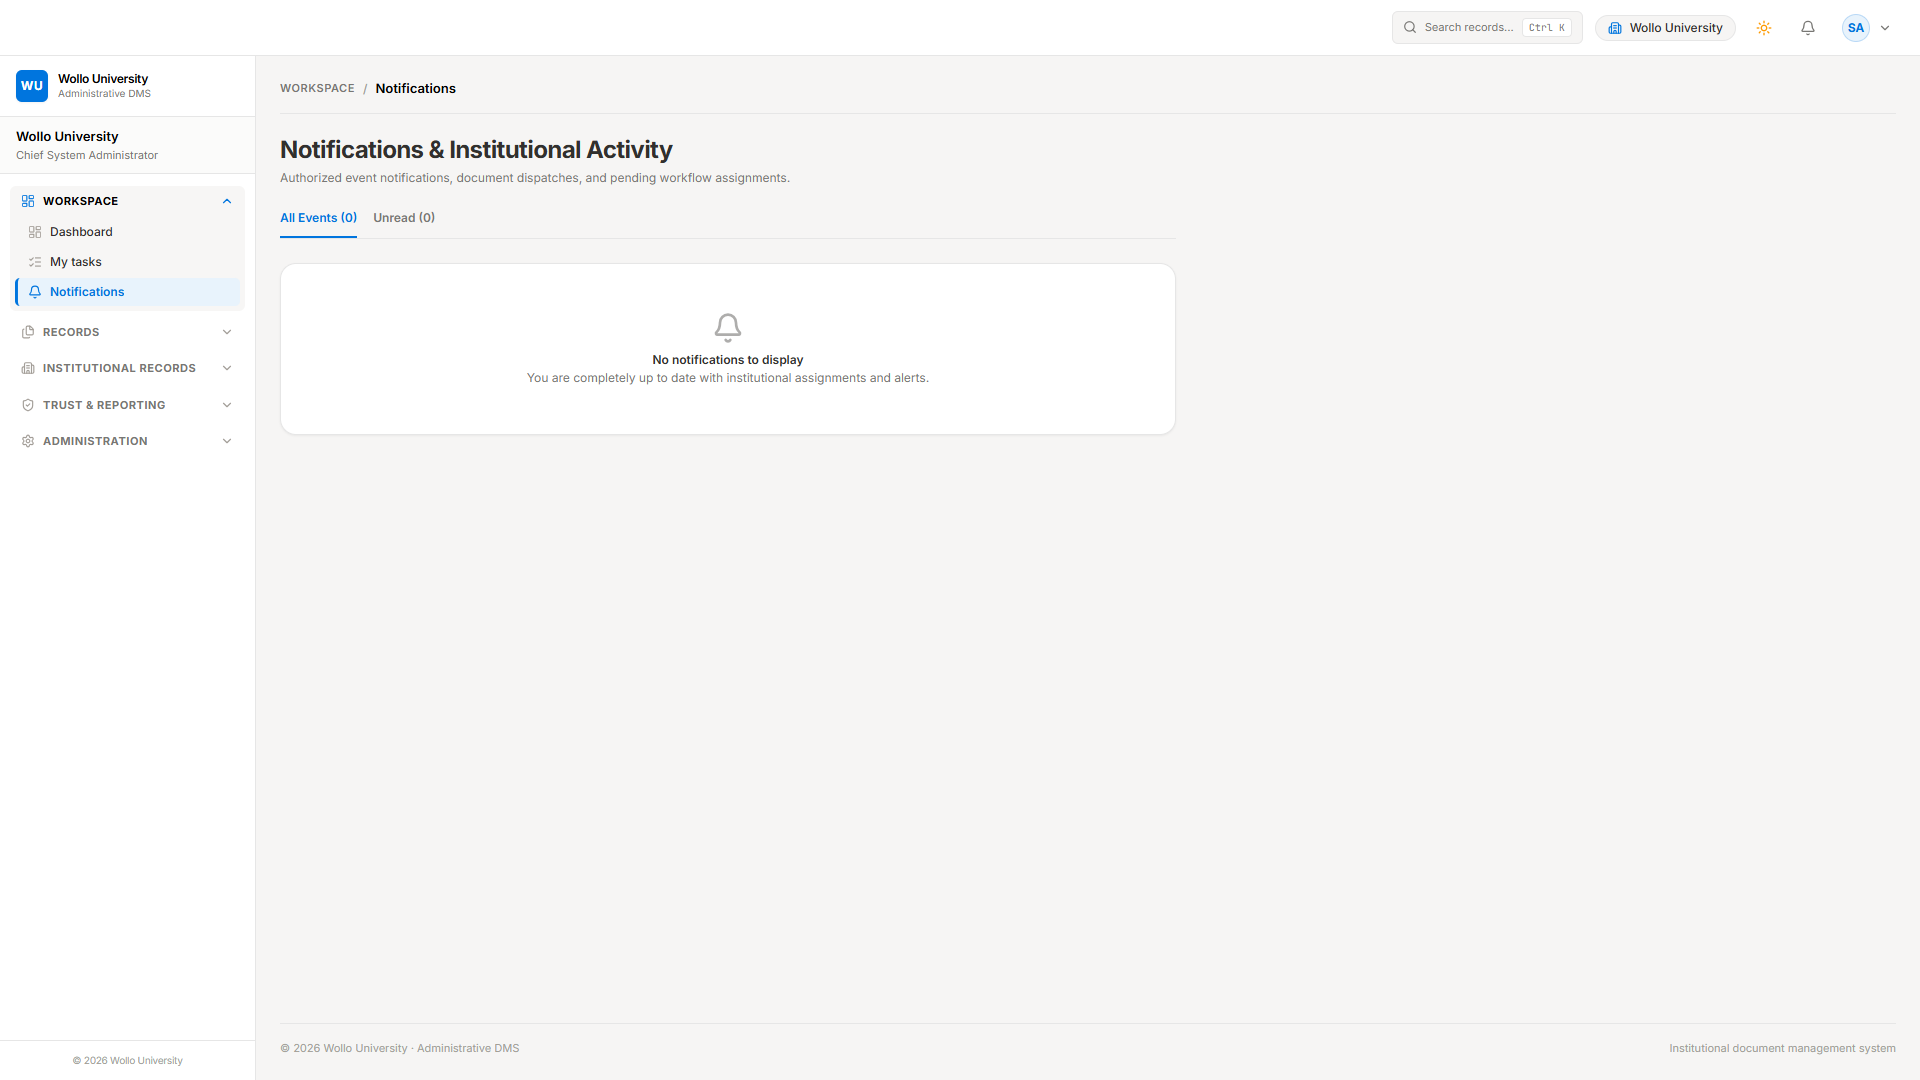 Search records... Ctrl K
Wollo University
SA
WU
Wollo University
Administrative DMS
Wollo University
Chief System Administrator
WORKSPACE
Dashboard
My tasks
Notifications
RECORDS
INSTITUTIONAL RECORDS
TRUST & REPORTING
ADMINISTRATION
© 2026 Wollo University
WORKSPACE / Notifications
Notifications & Institutional Activity
Authorized event notifications, document dispatches, and pending workflow assignments.
All Events (0) Unread (0)
No notifications to display
You are completely up to date with institutional assignments and alerts.
© 2026 Wollo University · Administrative DMS
Institutional document management system